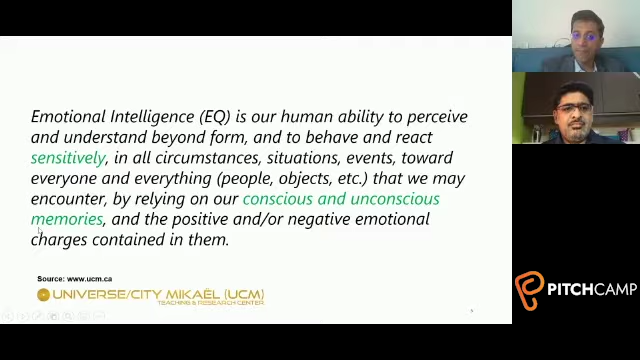 Emotional Intelligence (EQ) is our human ability to perceive
and understand beyond form, and to behave and react
sensitively, in all circumstances, situations, events, toward
everyone and everything (people, objects, etc.) that we may
encounter, by relying on our conscious and unconscious
memories, and the positive and/or negative emotional
charges contained in them.
Source: www.ucm.ca
UNIVERSE/CITY MIKAËL (UCM)
TEACHING & RESEARCH CENTER
PITCHCAMP